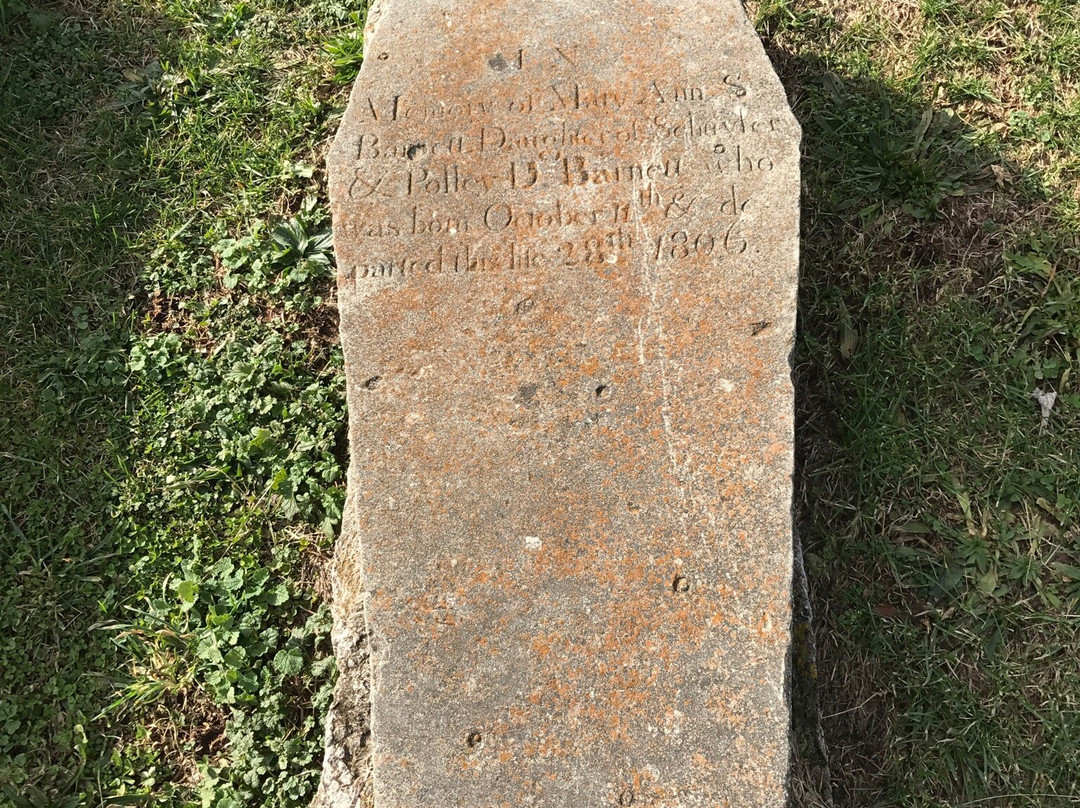 IN
Memory of Mary Ann S
Barnett Daughter of Schuyler
& Polley D. Barnett who
was born October 11th & de
parted this life 28th 1806.